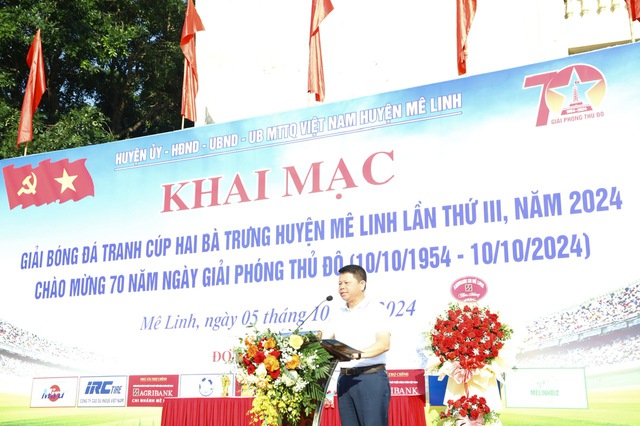 HUYỆN ỦY - HĐND - UBND - UB MTTQ VIỆT NAM HUYỆN MÊ LINH
70
GIẢI PHÓNG THỦ ĐÔ
KHAI MẠC
GIẢI BÓNG ĐÁ TRANH CÚP HAI BÀ TRƯNG HUYỆN MÊ LINH LẦN THỨ III, NĂM 2024
CHÀO MỪNG 70 NĂM NGÀY GIẢI PHÓNG THỦ ĐÔ (10/10/1954 - 10/10/2024)
Mê Linh, ngày 05 tháng 10 2024
IRC TIRE
AGRIBANK
CHI NHÁNH MÊ